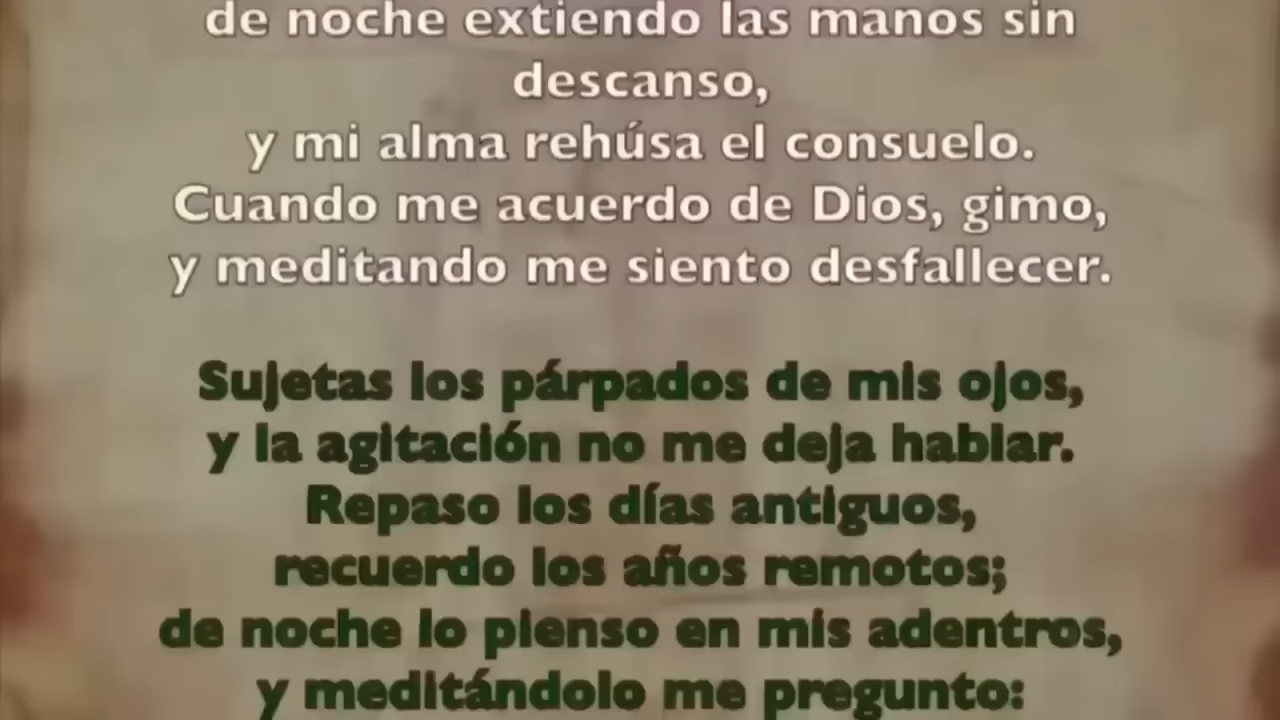 de noche extiendo las manos sin
descanso,
y mi alma rehúsa el consuelo.
Cuando me acuerdo de Dios, gimo,
y meditando me siento desfallecer.
Sujetas los párpados de mis ojos,
y la agitación no me deja hablar.
Repaso los días antiguos,
recuerdo los años remotos;
de noche lo pienso en mis adentros,
y meditándolo me pregunto: